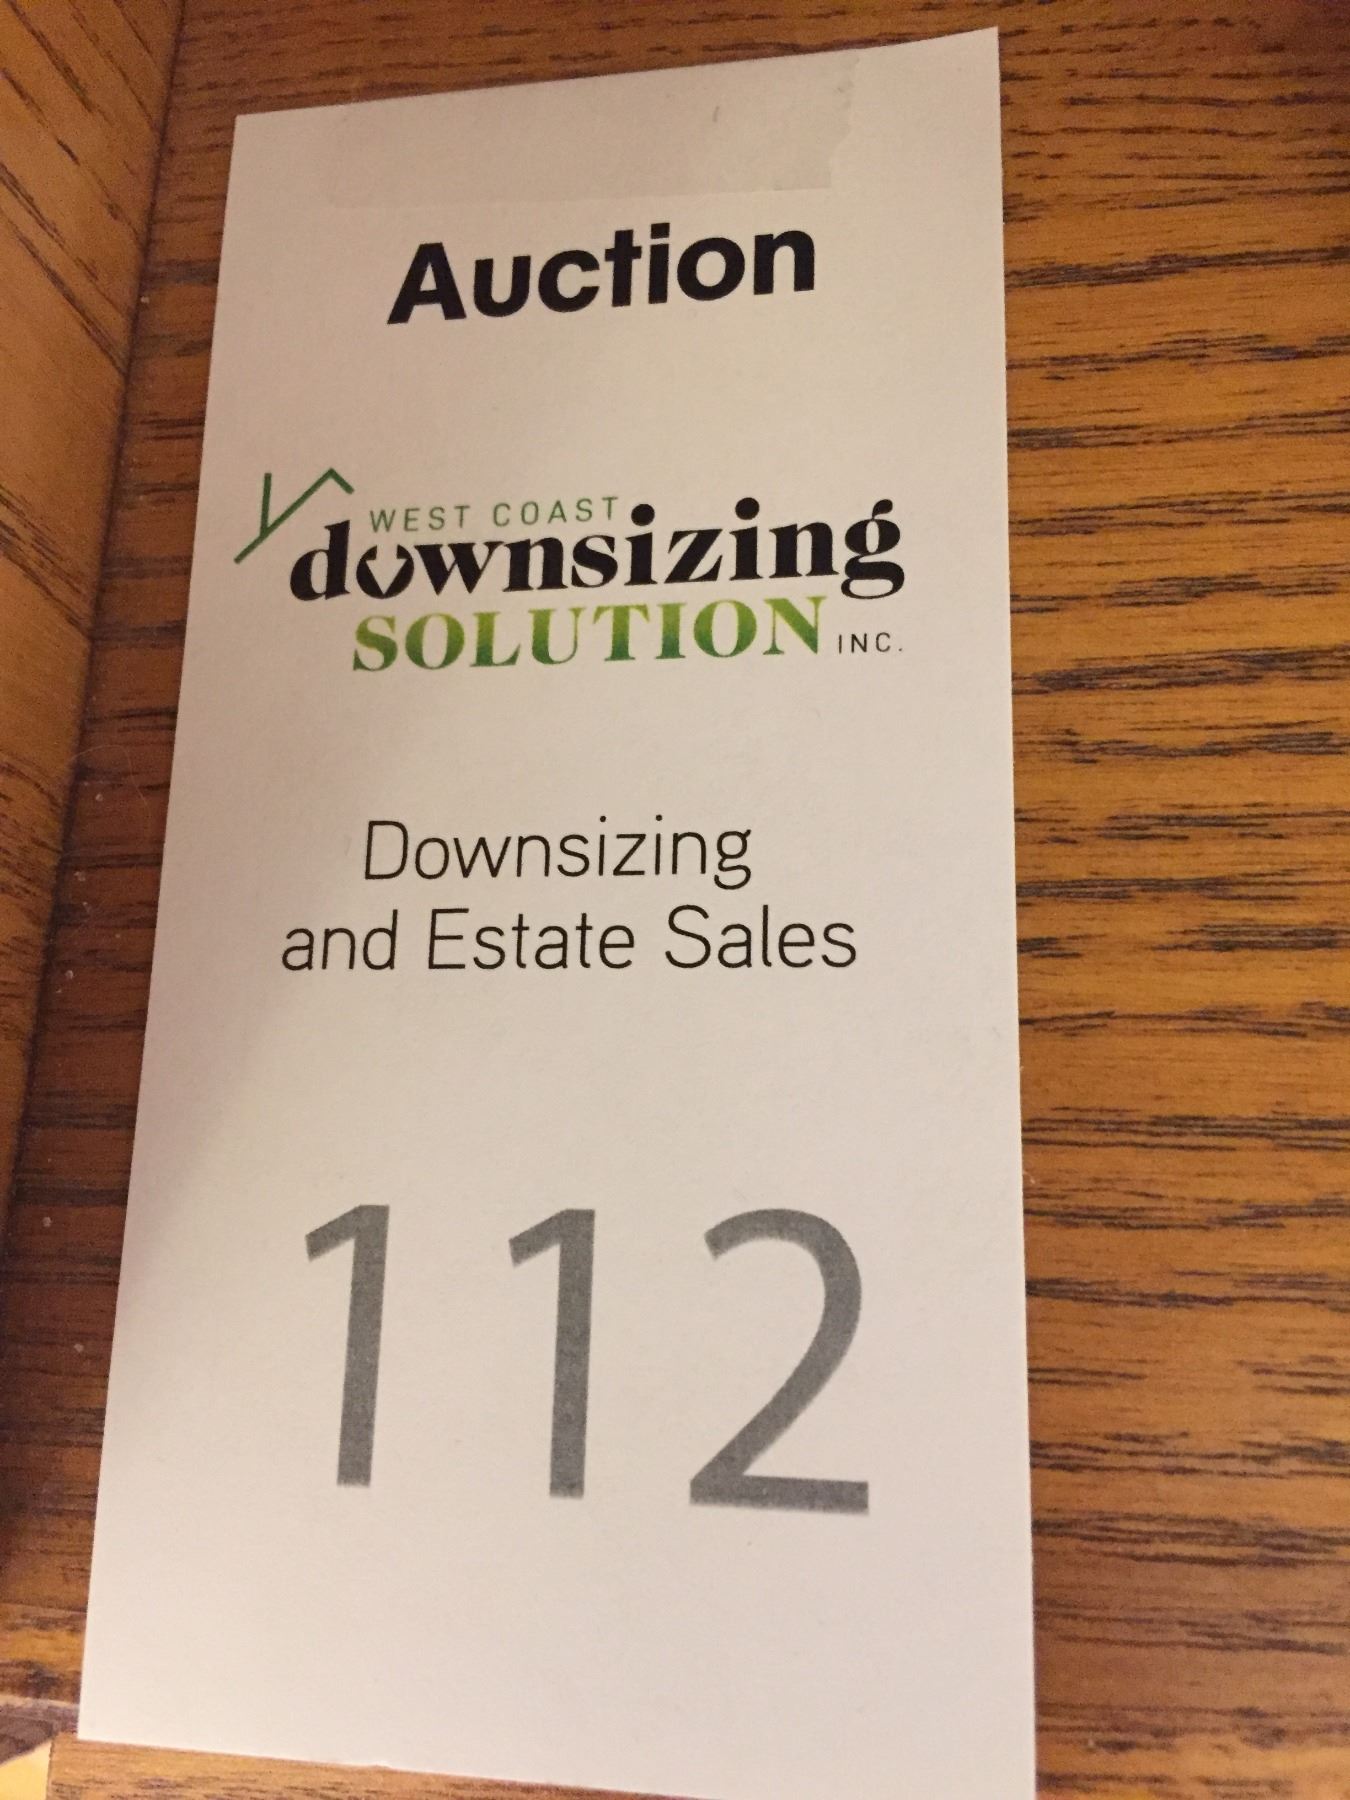 Auction
WEST COAST
downsizing
SOLUTION INC.
Downsizing
and Estate Sales
112